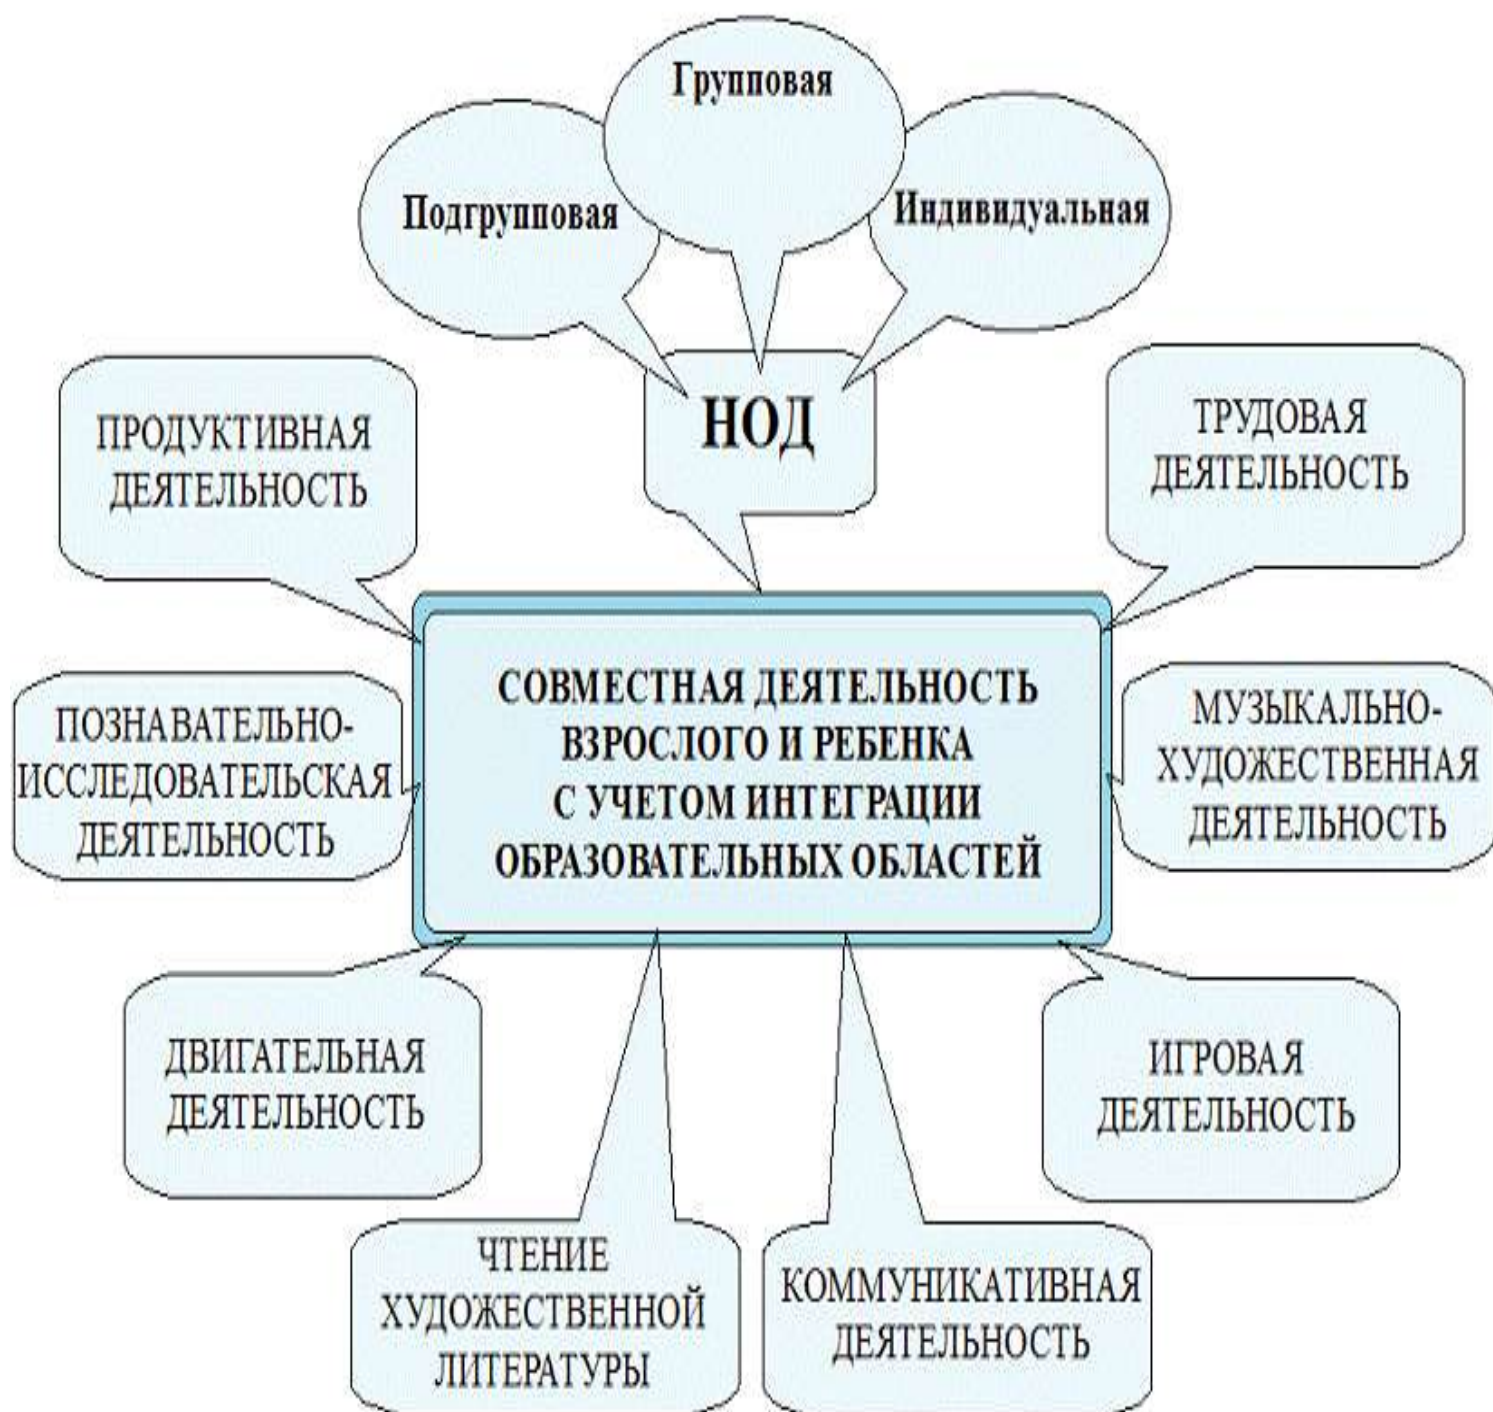 Групповая
Подгрупповая
Индивидуальная
НОД
ПРОДУКТИВНАЯ
ДЕЯТЕЛЬНОСТЬ
ТРУДОВАЯ
ДЕЯТЕЛЬНОСТЬ
СОВМЕСТНАЯ ДЕЯТЕЛЬНОСТЬ
ВЗРОСЛОГО И РЕБЕНКА
С УЧЕТОМ ИНТЕГРАЦИИ
ОБРАЗОВАТЕЛЬНЫХ ОБЛАСТЕЙ
ПОЗНАВАТЕЛЬНО-
ИССЛЕДОВАТЕЛЬСКАЯ
ДЕЯТЕЛЬНОСТЬ
МУЗЫКАЛЬНО-
ХУДОЖЕСТВЕННАЯ
ДЕЯТЕЛЬНОСТЬ
ДВИГАТЕЛЬНАЯ
ДЕЯТЕЛЬНОСТЬ
ИГРОВАЯ
ДЕЯТЕЛЬНОСТЬ
ЧТЕНИЕ
ХУДОЖЕСТВЕННОЙ
ЛИТЕРАТУРЫ
КОММУНИКАТИВНАЯ
ДЕЯТЕЛЬНОСТЬ